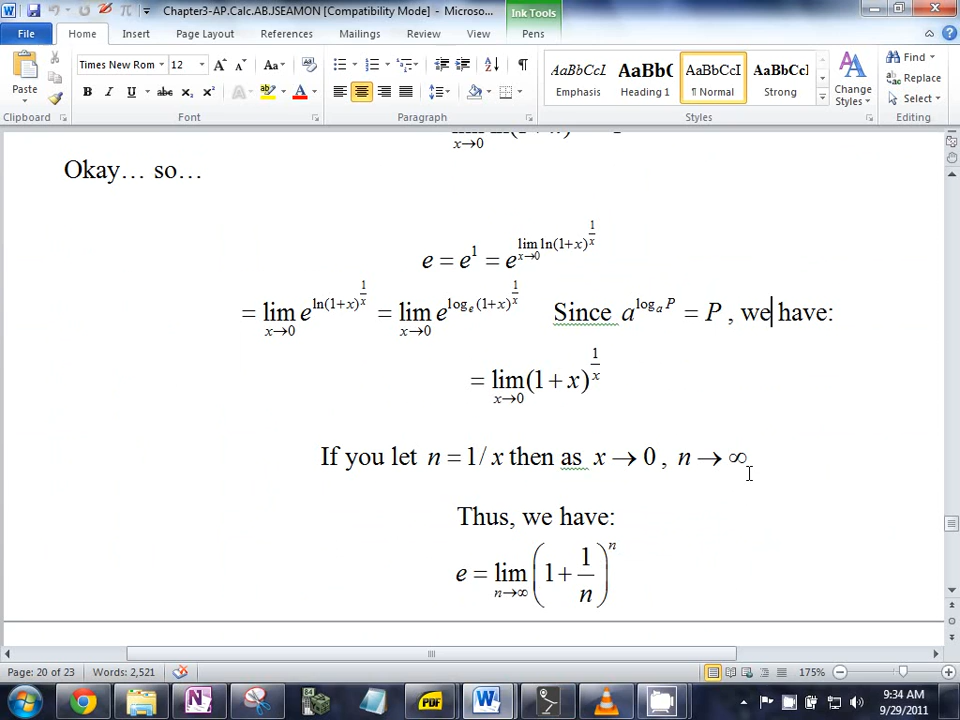 Chapter3-AP.Calc.ABJSEAMON [Compatibility Mode] - Microso...
Ink Tools
File Home Insert Page Layout References Mailings Review View Pens
Times New Rom 12
Paste
Clipboard
Font
Paragraph
AaBbCcI AaBbC AaBbCcI AaBbCcI
Emphasis Heading 1 ¶ Normal Strong
Change Styles
Styles
Find
Replace
Select
Editing
x→0
Okay… so…
e = e^1 = e^{lim_{x→0} ln(1+x)^{1/x}}
= lim_{x→0} e^{ln(1+x)^{1/x}} = lim_{x→0} e^{log_e(1+x)^{1/x}} Since a^{log_a P} = P , we have:
= lim_{x→0} (1 + x)^{1/x}
If you let n = 1/x then as x → 0 , n → ∞
Thus, we have:
e = lim_{n→∞} (1 + 1/n)^n
Page: 20 of 23 Words: 2,521 175%
9:34 AM
9/29/2011
PDF